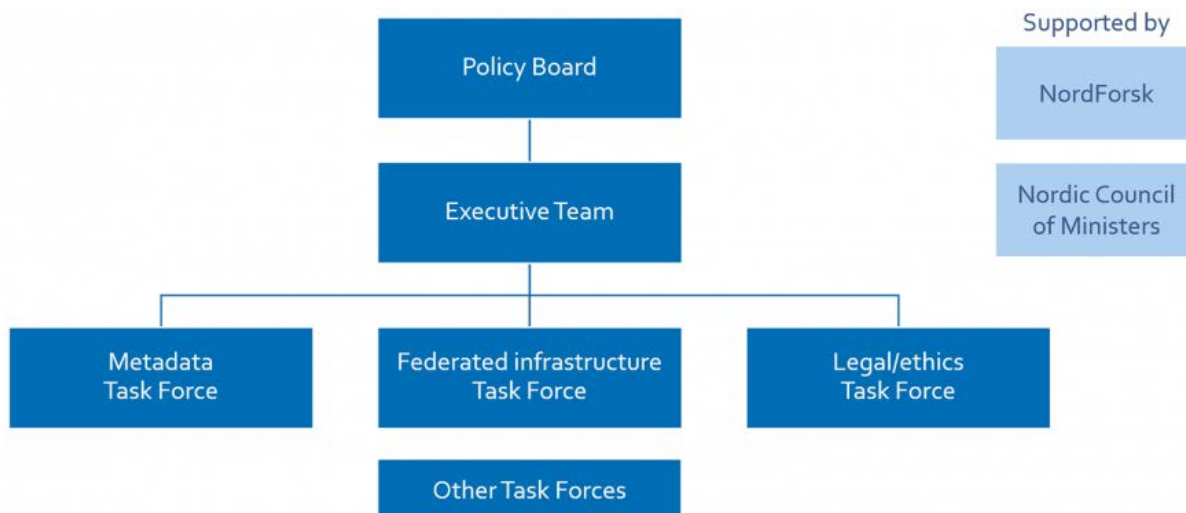 Supported by
Policy Board
NordForsk
Executive Team
Nordic Council
of Ministers
Metadata
Task Force
Federated infrastructure
Task Force
Legal/ethics
Task Force
Other Task Forces